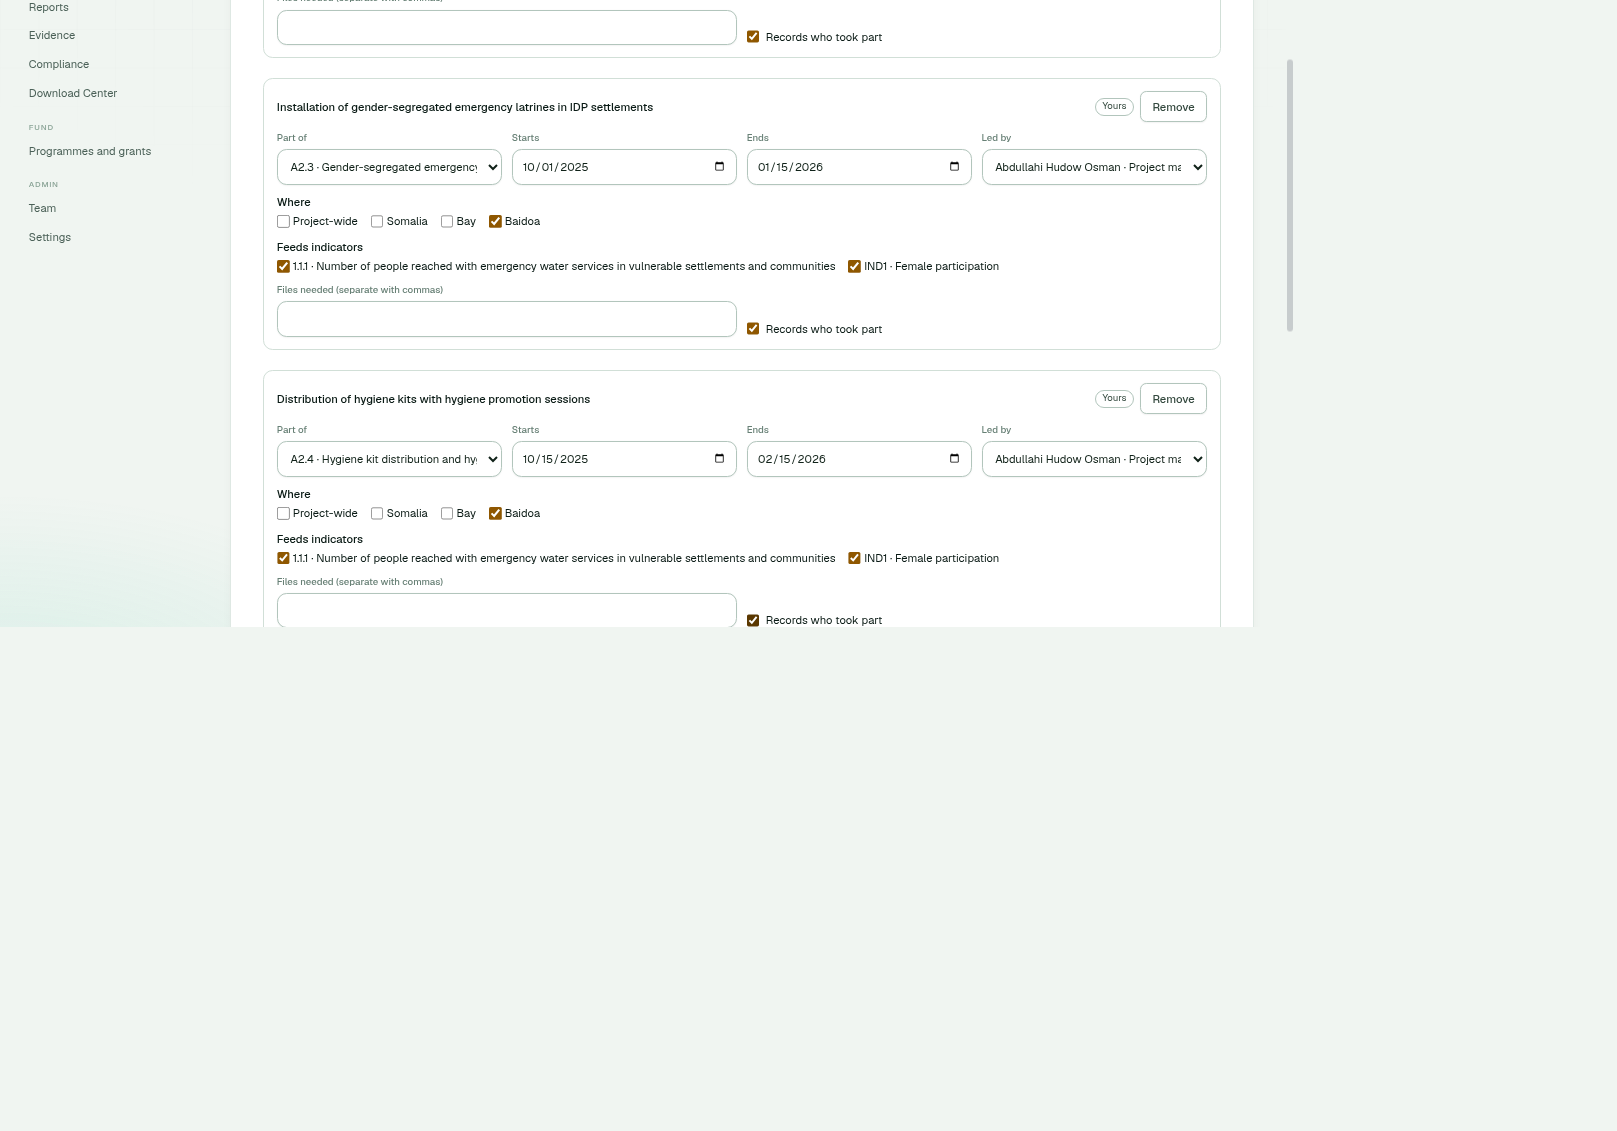 Reports
Evidence
Compliance
Download Center
FUND
Programmes and grants
ADMIN
Team
Settings
Files needed (separate with commas)
Records who took part
Installation of gender-segregated emergency latrines in IDP settlements
Yours
Remove
Part of
Starts
Ends
Led by
A2.3 · Gender-segregated emergency
10/01/2025
01/15/2026
Abdullahi Hudow Osman · Project ma
Where
Project-wide
Somalia
Bay
Baidoa
Feeds indicators
1.1.1 · Number of people reached with emergency water services in vulnerable settlements and communities
IND1 · Female participation
Files needed (separate with commas)
Records who took part
Distribution of hygiene kits with hygiene promotion sessions
Yours
Remove
Part of
Starts
Ends
Led by
A2.4 · Hygiene kit distribution and hyg
10/15/2025
02/15/2026
Abdullahi Hudow Osman · Project ma
Where
Project-wide
Somalia
Bay
Baidoa
Feeds indicators
1.1.1 · Number of people reached with emergency water services in vulnerable settlements and communities
IND1 · Female participation
Files needed (separate with commas)
Records who took part